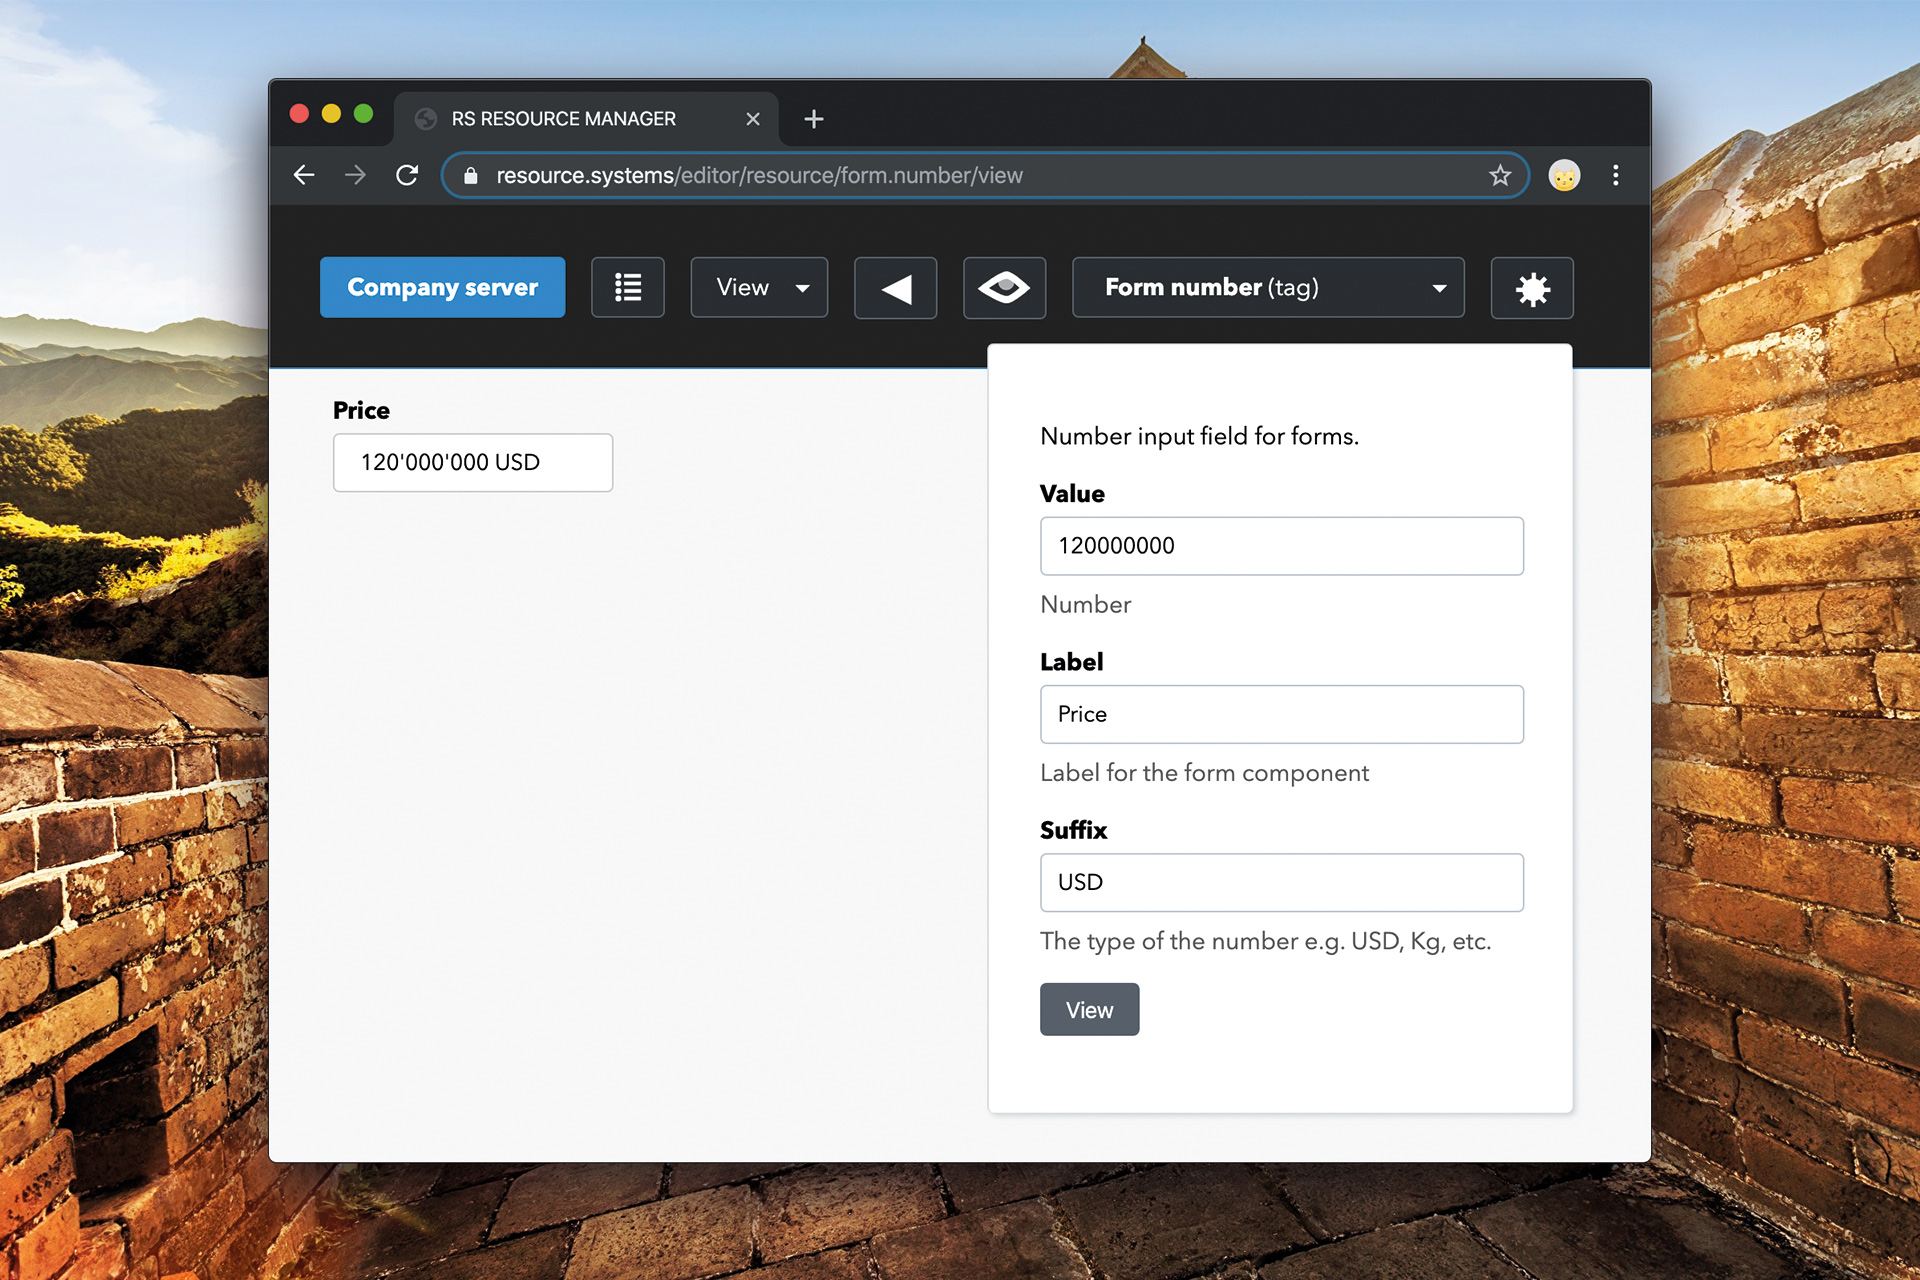 RS RESOURCE MANAGER
resource.systems/editor/resource/form.number/view
Company server
View
Form number (tag)
Price
120'000'000 USD
Number input field for forms.
Value
120000000
Number
Label
Price
Label for the form component
Suffix
USD
The type of the number e.g. USD, Kg, etc.
View